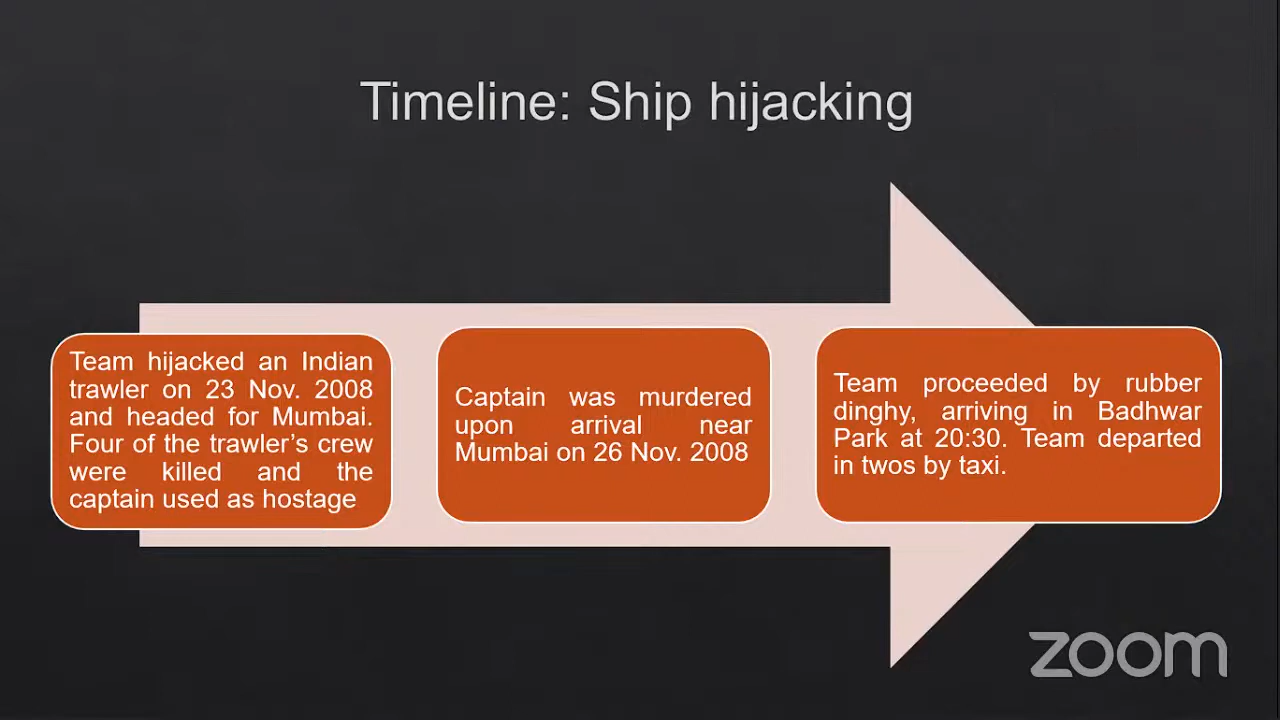 Timeline: Ship hijacking
Team hijacked an Indian
trawler on 23 Nov. 2008
and headed for Mumbai.
Four of the trawler’s crew
were killed and the
captain used as hostage
Captain was murdered
upon arrival near
Mumbai on 26 Nov. 2008
Team proceeded by rubber
dinghy, arriving in Badhwar
Park at 20:30. Team departed
in twos by taxi.
zoom